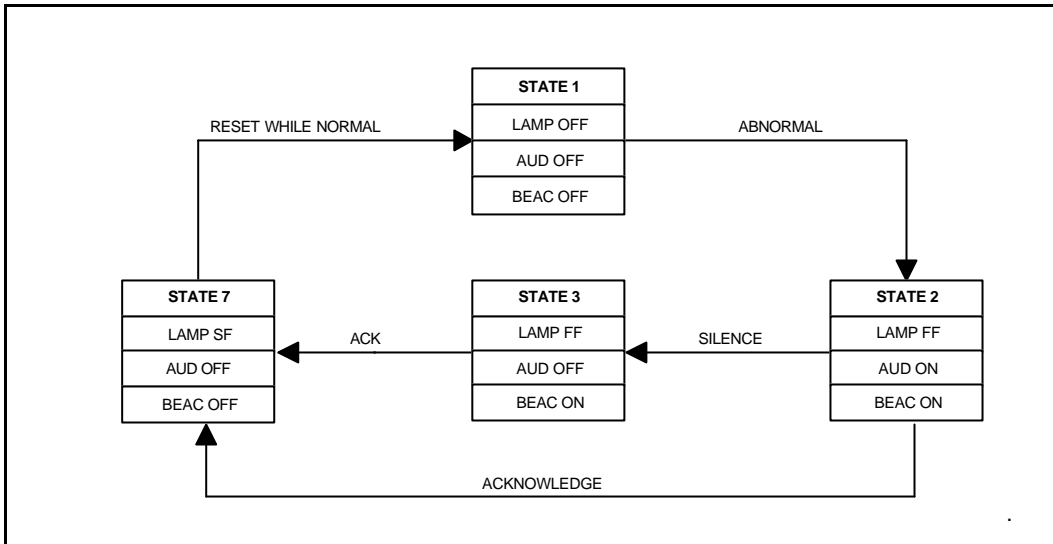 STATE 1
LAMP OFF
AUD OFF
BEAC OFF
RESET WHILE NORMAL
ABNORMAL
STATE 7
LAMP SF
AUD OFF
BEAC OFF
ACK
STATE 3
LAMP FF
AUD OFF
BEAC ON
SILENCE
STATE 2
LAMP FF
AUD ON
BEAC ON
ACKNOWLEDGE
.